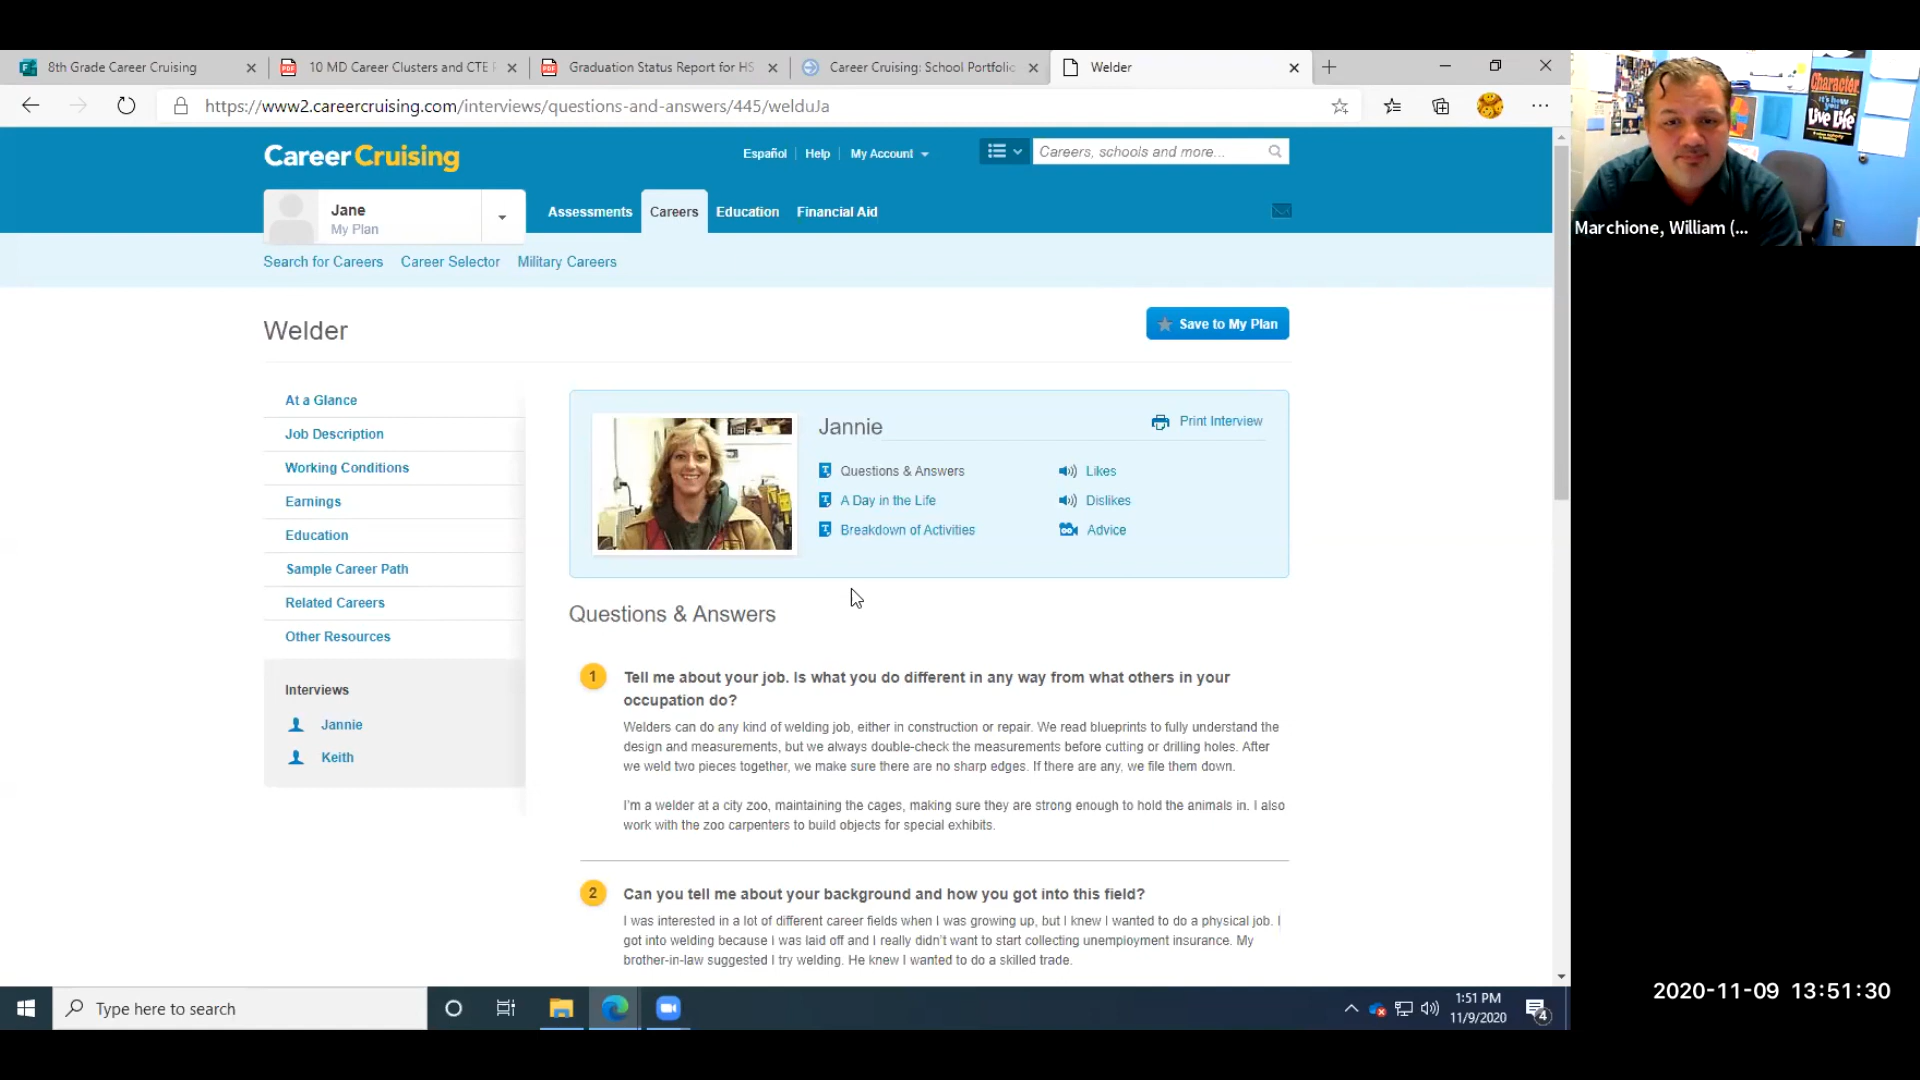 8th Grade Career Cruising
10 MD Career Clusters and CTE
Graduation Status Report for HS
Career Cruising: School Portfolio
Welder
https://www2.careercruising.com/interviews/questions-and-answers/445/welduJa
CareerCruising
Español
Help
My Account
Careers, schools and more...
Jane
My Plan
Assessments
Careers
Education
Financial Aid
Search for Careers
Career Selector
Military Careers
Welder
Save to My Plan
At a Glance
Job Description
Working Conditions
Earnings
Education
Sample Career Path
Related Careers
Other Resources
Interviews
Jannie
Keith
Jannie
Print Interview
Questions & Answers
A Day in the Life
Breakdown of Activities
Likes
Dislikes
Advice
Questions & Answers
1
Tell me about your job. Is what you do different in any way from what others in your
occupation do?
Welders can do any kind of welding job, either in construction or repair. We read blueprints to fully understand the
design and measurements, but we always double-check the measurements before cutting or drilling holes. After
we weld two pieces together, we make sure there are no sharp edges. If there are any, we file them down.
I'm a welder at a city zoo, maintaining the cages, making sure they are strong enough to hold the animals in. I also
work with the zoo carpenters to build objects for special exhibits.
2
Can you tell me about your background and how you got into this field?
I was interested in a lot of different career fields when I was growing up, but I knew I wanted to do a physical job. I
got into welding because I was laid off and I really didn't want to start collecting unemployment insurance. My
brother-in-law suggested I try welding. He knew I wanted to do a skilled trade.
Type here to search
1:51 PM
11/9/2020
4
Character
it's how
you
Live Life
Marchione, William (...
2020-11-09 13:51:30